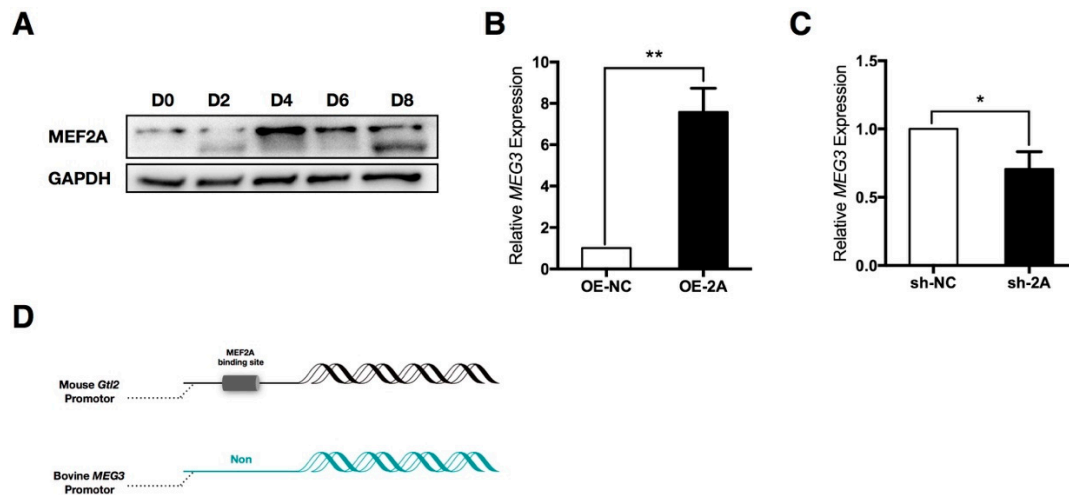 A
D0 D2 D4 D6 D8
MEF2A
GAPDH
B
Relative MEG3 Expression
10
8
6
4
2
0
**
OE-NC OE-2A
C
Relative MEG3 Expression
1.5
1.0
0.5
0.0
*
sh-NC sh-2A
D
MEF2A
binding site
Mouse Gtl2
Promotor
Non
Bovine MEG3
Promotor